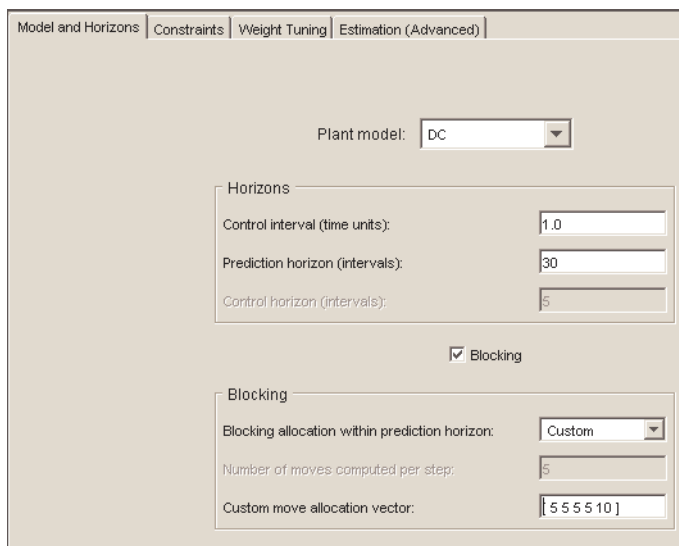 Model and Horizons Constraints Weight Tuning Estimation (Advanced)
Plant model: DC
Horizons
Control interval (time units): 1.0
Prediction horizon (intervals): 30
Control horizon (intervals): 5
Blocking
Blocking
Blocking allocation within prediction horizon: Custom
Number of moves computed per step: 5
Custom move allocation vector: [ 5 5 5 5 10 ]